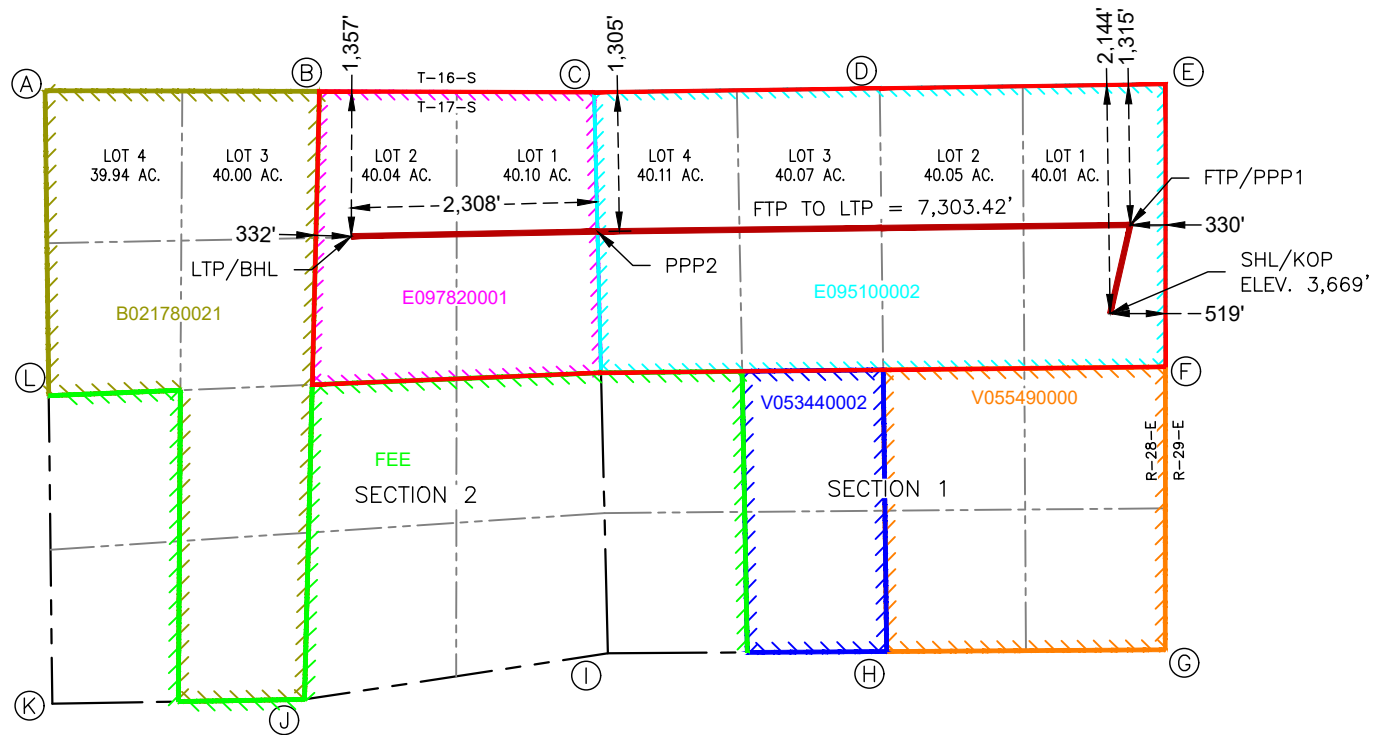 1,357'
1,305'
2,144'
1,315'
A
B
C
D
E
T-16-S
T-17-S
LOT 4
39.94 AC.
LOT 3
40.00 AC.
LOT 2
40.04 AC.
LOT 1
40.10 AC.
LOT 4
40.11 AC.
LOT 3
40.07 AC.
LOT 2
40.05 AC.
LOT 1
40.01 AC.
FTP/PPP1
2,308'
FTP TO LTP = 7,303.42'
332'
330'
LTP/BHL
PPP2
SHL/KOP
ELEV. 3,669'
E097820001
E095100002
B021780021
519'
L
F
V053440002
V055490000
FEE
R-28-E
R-29-E
SECTION 2
SECTION 1
K
J
I
H
G